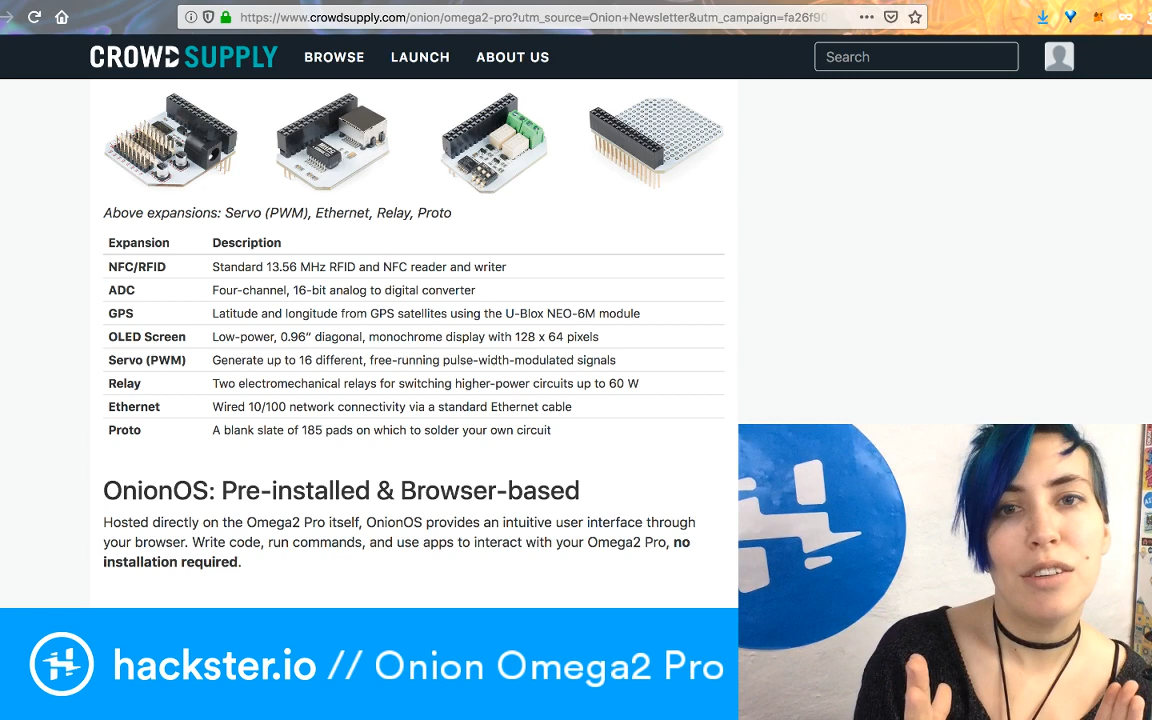 https://www.crowdsupply.com/onion/omega2-pro?utm_source=Onion+Newsletter&utm_campaign=fa26f90
CROWD SUPPLY BROWSE LAUNCH ABOUT US Search
Above expansions: Servo (PWM), Ethernet, Relay, Proto
Expansion Description
NFC/RFID Standard 13.56 MHz RFID and NFC reader and writer
ADC Four-channel, 16-bit analog to digital converter
GPS Latitude and longitude from GPS satellites using the U-Blox NEO-6M module
OLED Screen Low-power, 0.96” diagonal, monochrome display with 128 x 64 pixels
Servo (PWM) Generate up to 16 different, free-running pulse-width-modulated signals
Relay Two electromechanical relays for switching higher-power circuits up to 60 W
Ethernet Wired 10/100 network connectivity via a standard Ethernet cable
Proto A blank slate of 185 pads on which to solder your own circuit
OnionOS: Pre-installed & Browser-based
Hosted directly on the Omega2 Pro itself, OnionOS provides an intuitive user interface through
your browser. Write code, run commands, and use apps to interact with your Omega2 Pro, no
installation required.
hackster.io // Onion Omega2 Pro